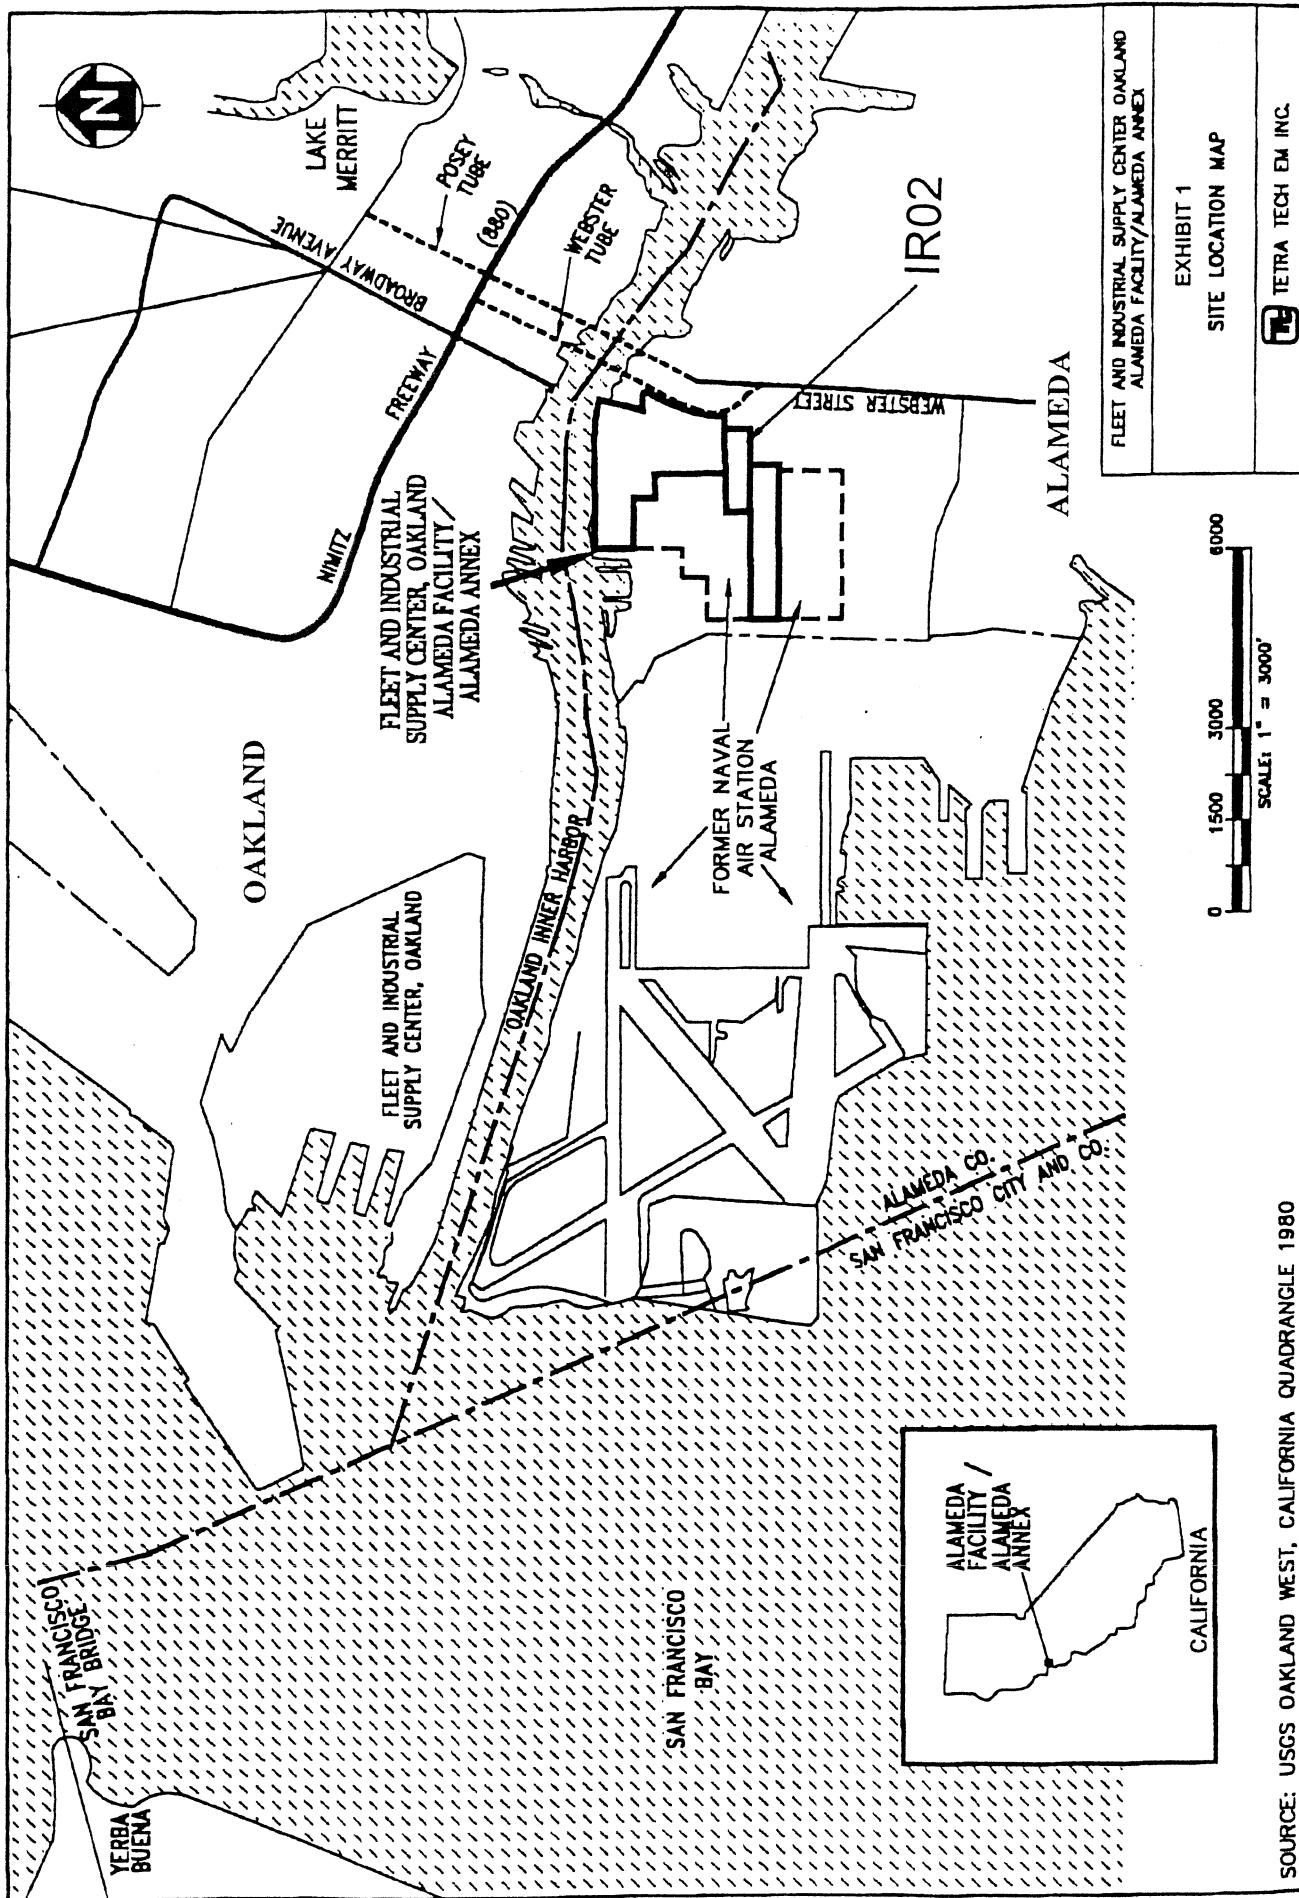 N
LAKE
MERRITT
POSEY
TUBE
BROADWAY AVENUE
(880)
WEBSTER
TUBE
FREEWAY
NIMITZ
IR02
WEBSTER STREET
ALAMEDA
OAKLAND
FLEET AND INDUSTRIAL
SUPPLY CENTER, OAKLAND
ALAMEDA FACILITY /
ALAMEDA ANNEX
FLEET AND INDUSTRIAL
SUPPLY CENTER, OAKLAND
OAKLAND INNER HARBOR
FORMER NAVAL
AIR STATION
ALAMEDA
ALAMEDA CO.
SAN FRANCISCO CITY AND CO.
SAN FRANCISCO
BAY BRIDGE
YERBA
BUENA
SAN FRANCISCO
BAY
ALAMEDA
FACILITY /
ALAMEDA
ANNEX
CALIFORNIA
0 1500 3000 6000
SCALE: 1" = 3000'
SOURCE: USGS OAKLAND WEST, CALIFORNIA QUADRANGLE 1980
FLEET AND INDUSTRIAL SUPPLY CENTER OAKLAND
ALAMEDA FACILITY/ALAMEDA ANNEX
EXHIBIT 1
SITE LOCATION MAP
TETRA TECH EM INC.